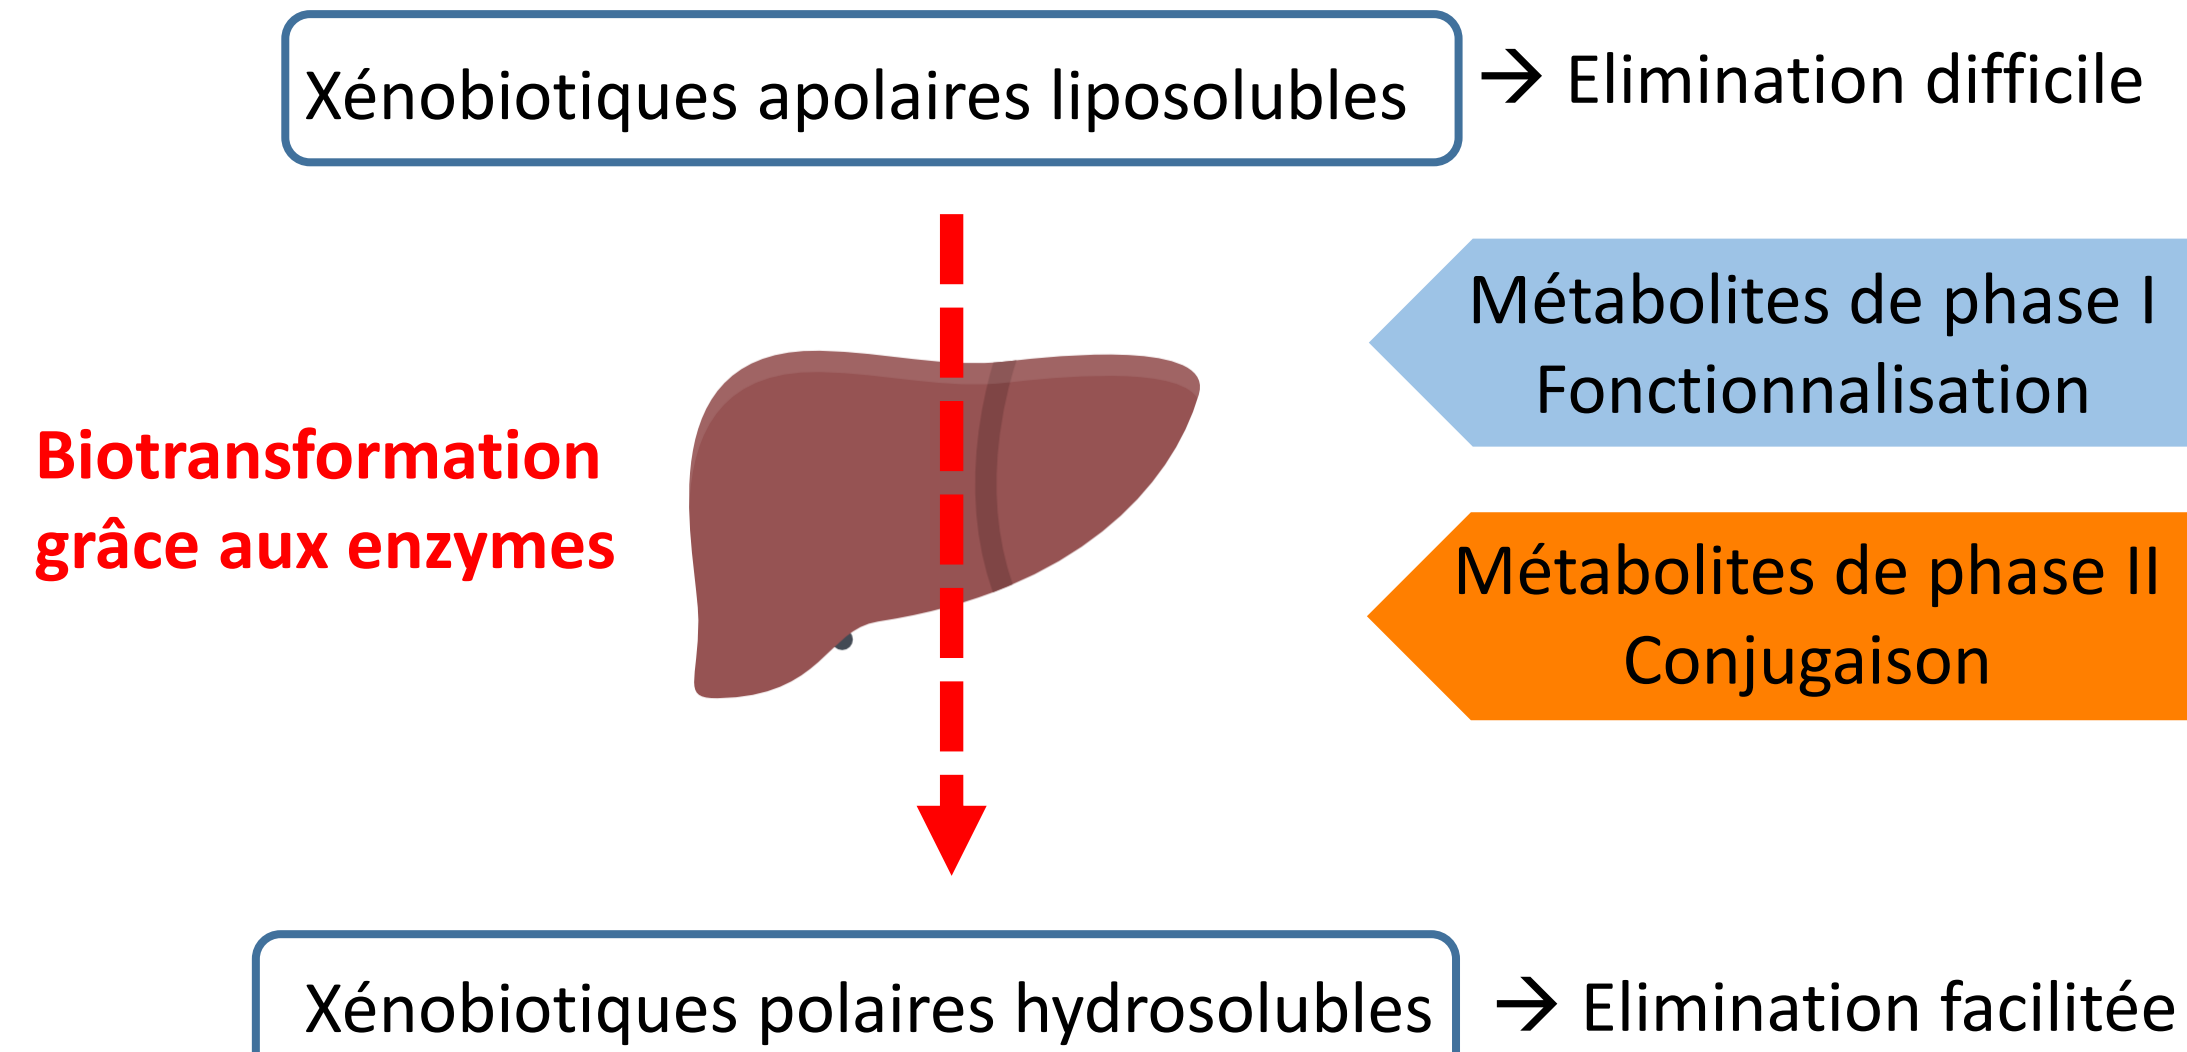 Xénobiotiques apolaires liposolubles
→ Elimination difficile
Métabolites de phase I
Fonctionnalisation
Biotransformation
grâce aux enzymes
Métabolites de phase II
Conjugaison
Xénobiotiques polaires hydrosolubles
→ Elimination facilitée